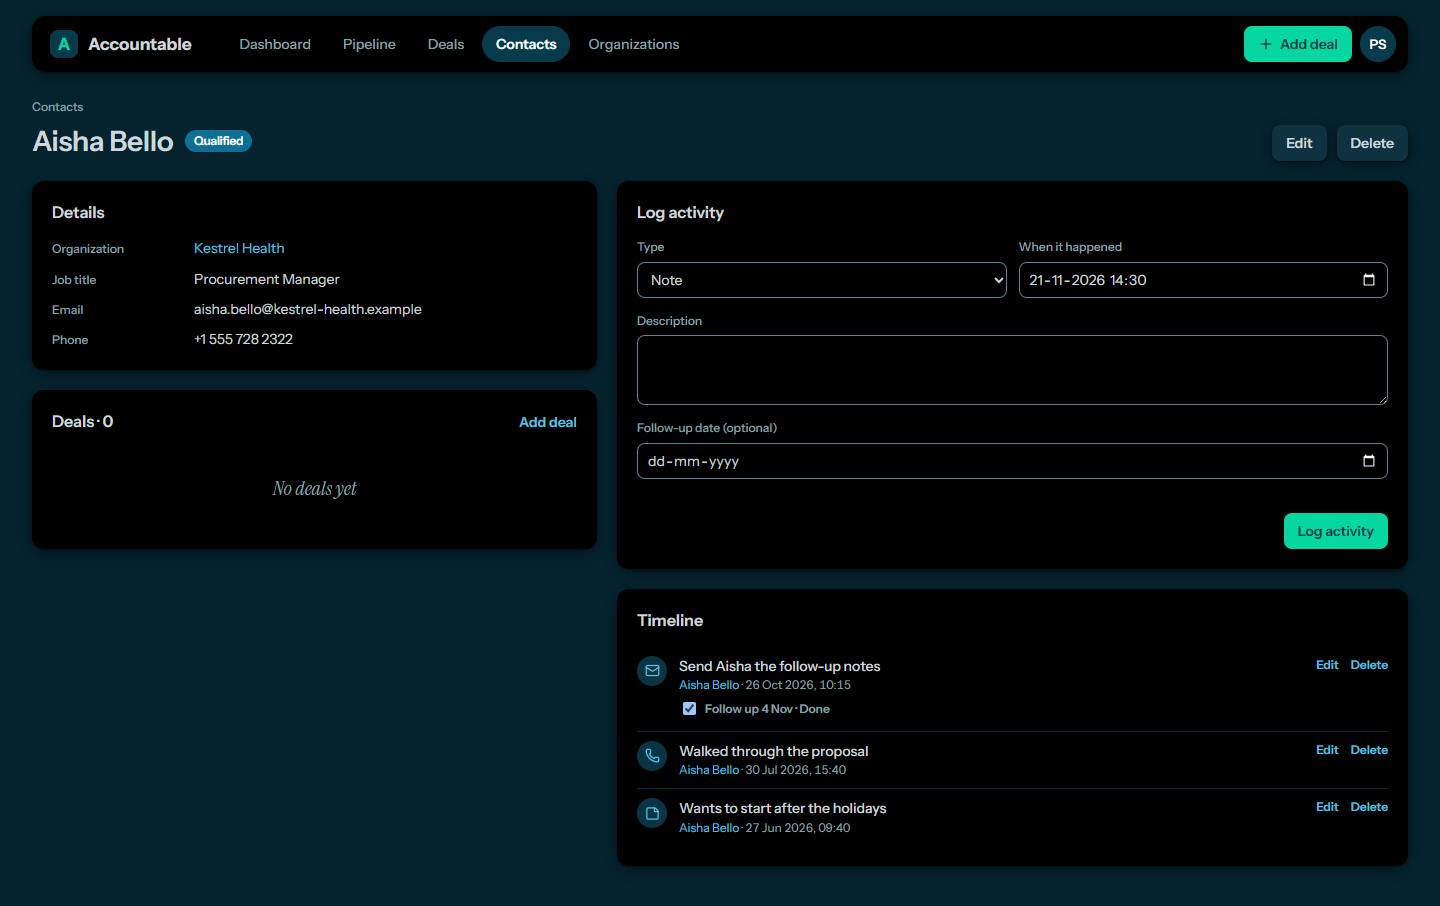 A Accountable Dashboard Pipeline Deals Contacts Organizations + Add deal PS
Contacts
Aisha Bello Qualified Edit Delete
Details
Organization Kestrel Health
Job title Procurement Manager
Email aisha.bello@kestrel-health.example
Phone +1 555 728 2322
Deals · 0 Add deal
No deals yet
Log activity
Type When it happened
Note 21-11-2026 14:30
Description
Follow-up date (optional)
dd-mm-yyyy
Log activity
Timeline
Send Aisha the follow-up notes Edit Delete
Aisha Bello · 26 Oct 2026, 10:15
Follow up 4 Nov · Done
Walked through the proposal Edit Delete
Aisha Bello · 30 Jul 2026, 15:40
Wants to start after the holidays Edit Delete
Aisha Bello · 27 Jun 2026, 09:40